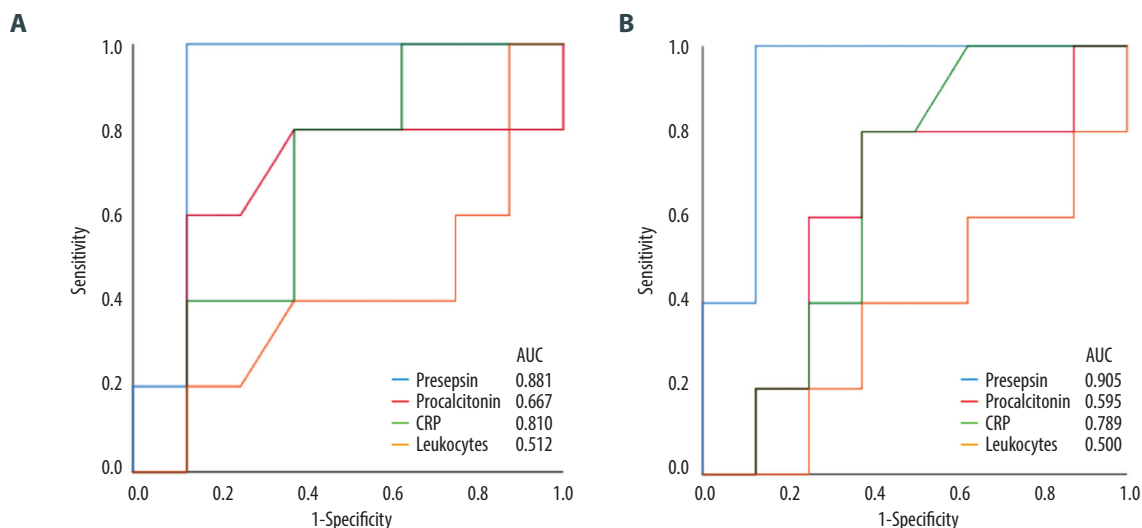 A
1.0
0.8
0.6
0.4
0.2
0.0
Sensitivity
AUC
Presepsin 0.881
Procalcitonin 0.667
CRP 0.810
Leukocytes 0.512
0.0 0.2 0.4 0.6 0.8 1.0
1-Specificity
B
1.0
0.8
0.6
0.4
0.2
0.0
Sensitivity
AUC
Presepsin 0.905
Procalcitonin 0.595
CRP 0.789
Leukocytes 0.500
0.0 0.2 0.4 0.6 0.8 1.0
1-Specificity